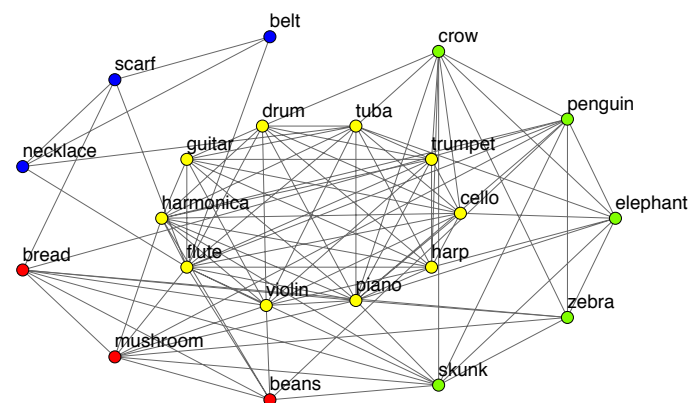 belt
crow
scarf
penguin
drum
tuba
guitar
trumpet
necklace
harmonica
cello
elephant
bread
flute
harp
violin
piano
zebra
mushroom
beans
skunk